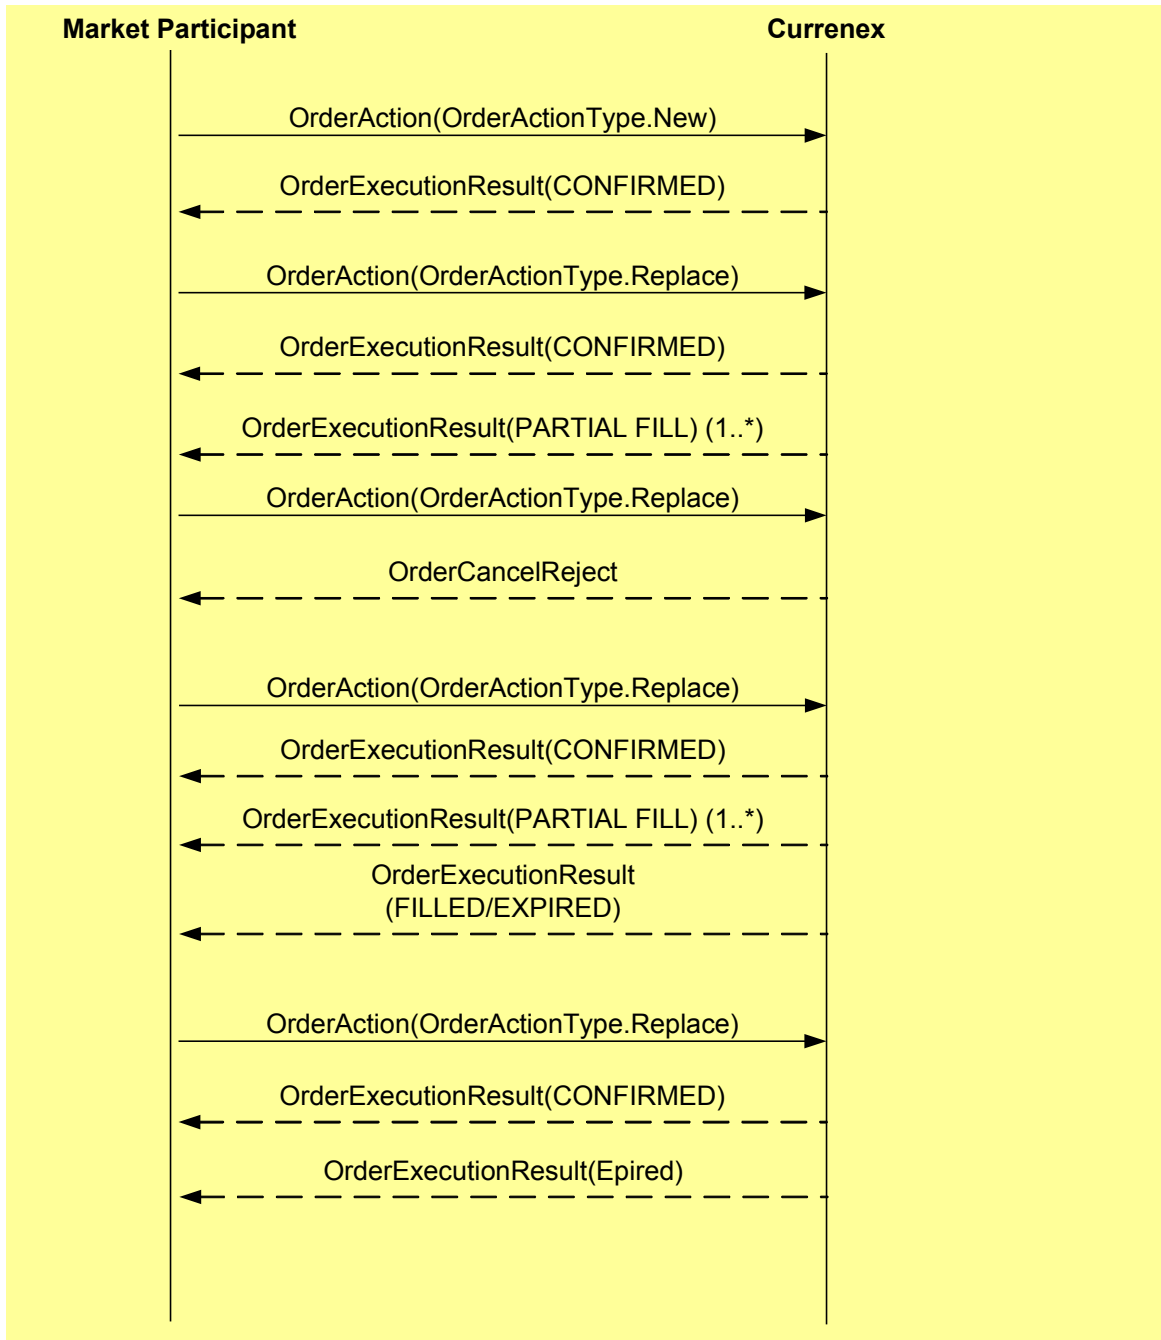 Market Participant
Currenex
OrderAction(OrderActionType.New)
OrderExecutionResult(CONFIRMED)
OrderAction(OrderActionType.Replace)
OrderExecutionResult(CONFIRMED)
OrderExecutionResult(PARTIAL FILL) (1..*)
OrderAction(OrderActionType.Replace)
OrderCancelReject
OrderAction(OrderActionType.Replace)
OrderExecutionResult(CONFIRMED)
OrderExecutionResult(PARTIAL FILL) (1..*)
OrderExecutionResult
(FILLED/EXPIRED)
OrderAction(OrderActionType.Replace)
OrderExecutionResult(CONFIRMED)
OrderExecutionResult(Epired)